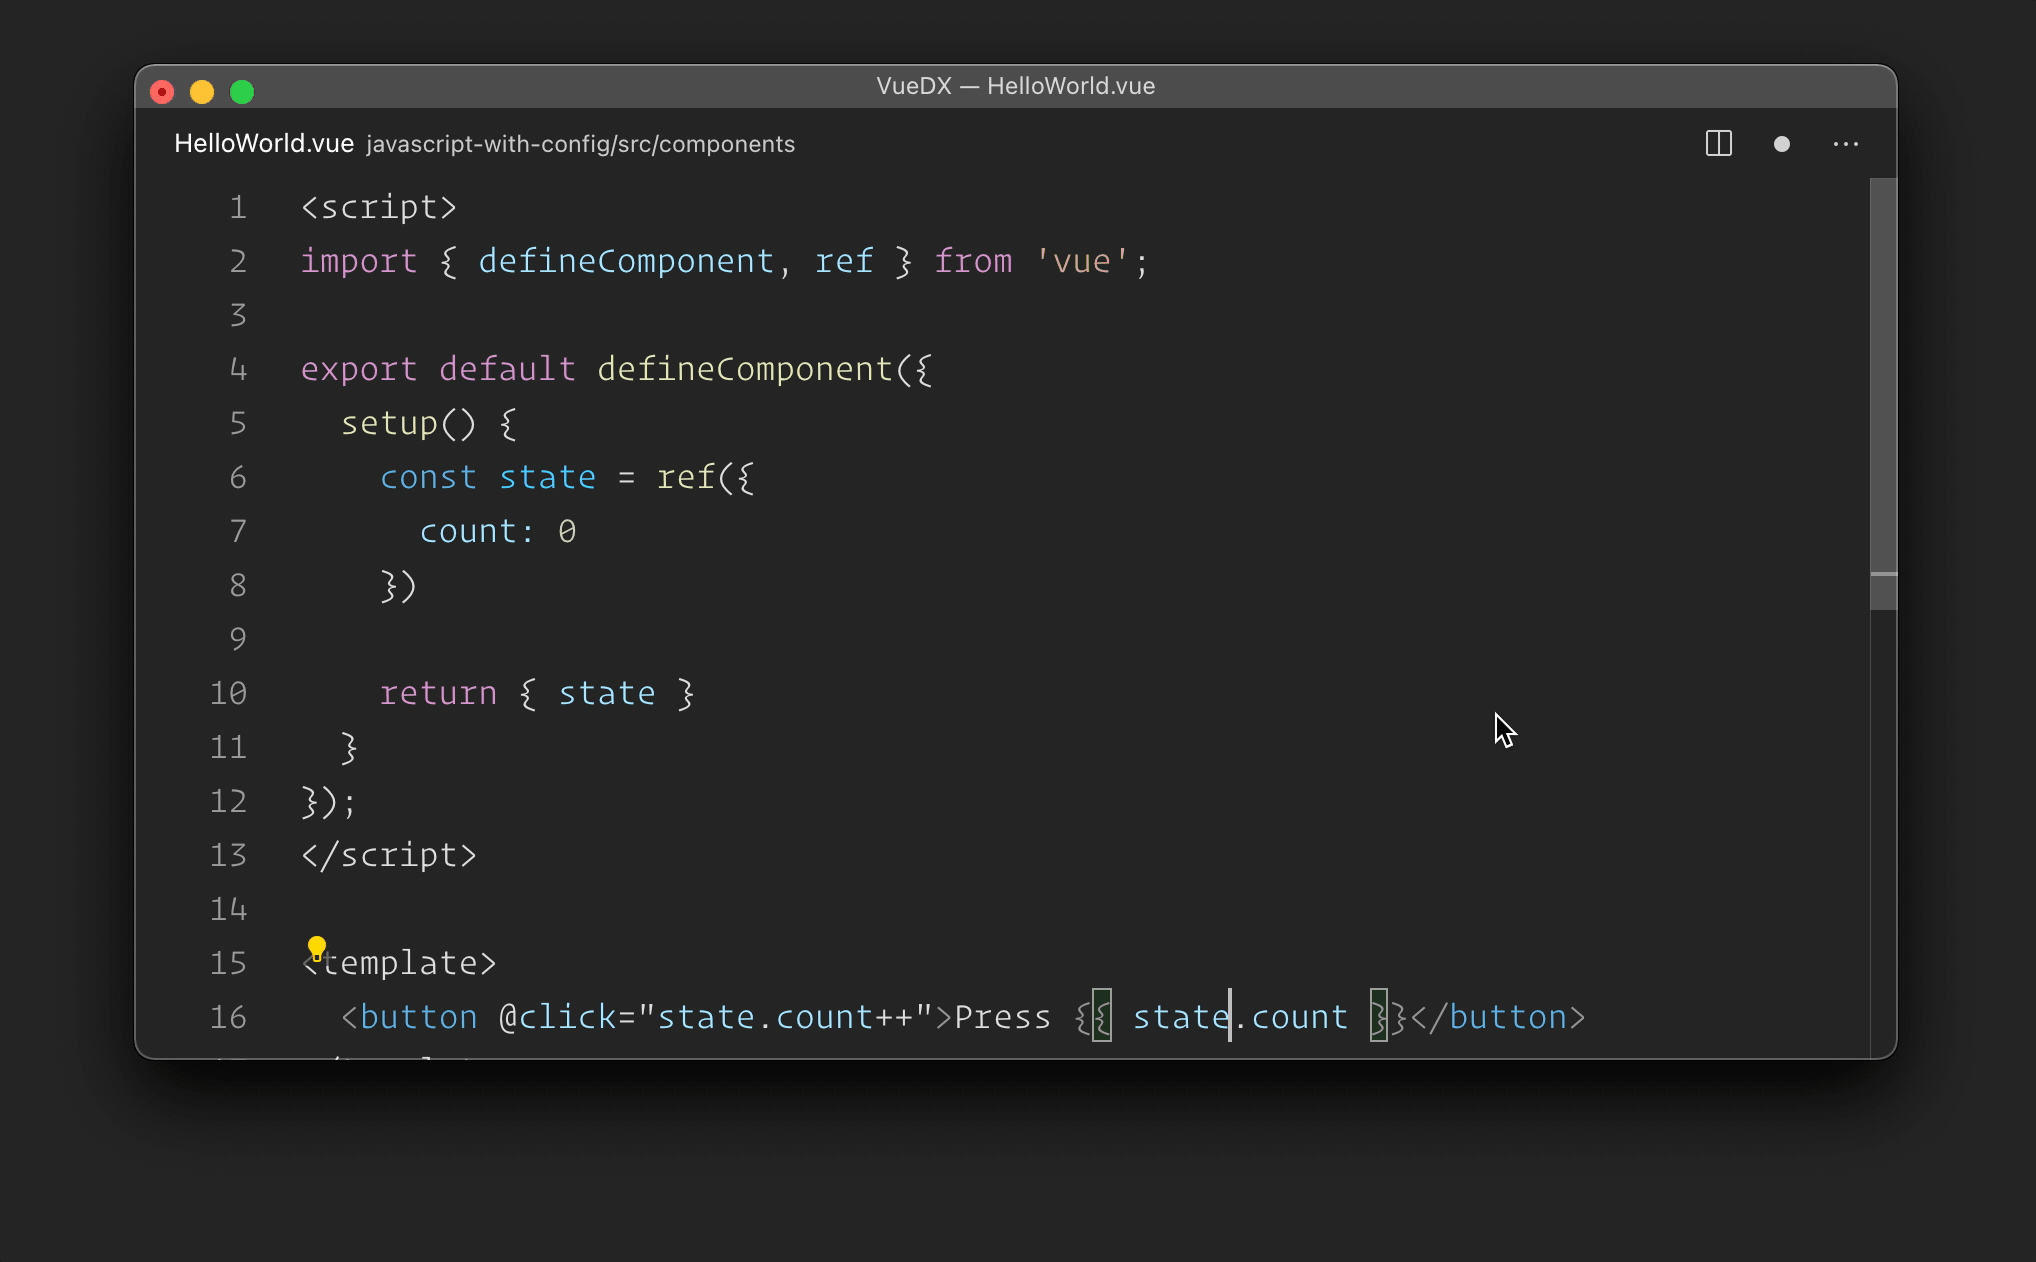 VueDX — HelloWorld.vue
HelloWorld.vue javascript-with-config/src/components
1 <script>
2 import { defineComponent, ref } from 'vue';
3
4 export default defineComponent({
5   setup() {
6     const state = ref({
7       count: 0
8     })
9
10     return { state }
11   }
12 });
13 </script>
14
15 <template>
16   <button @click="state.count++">Press {{ state.count }}</button>